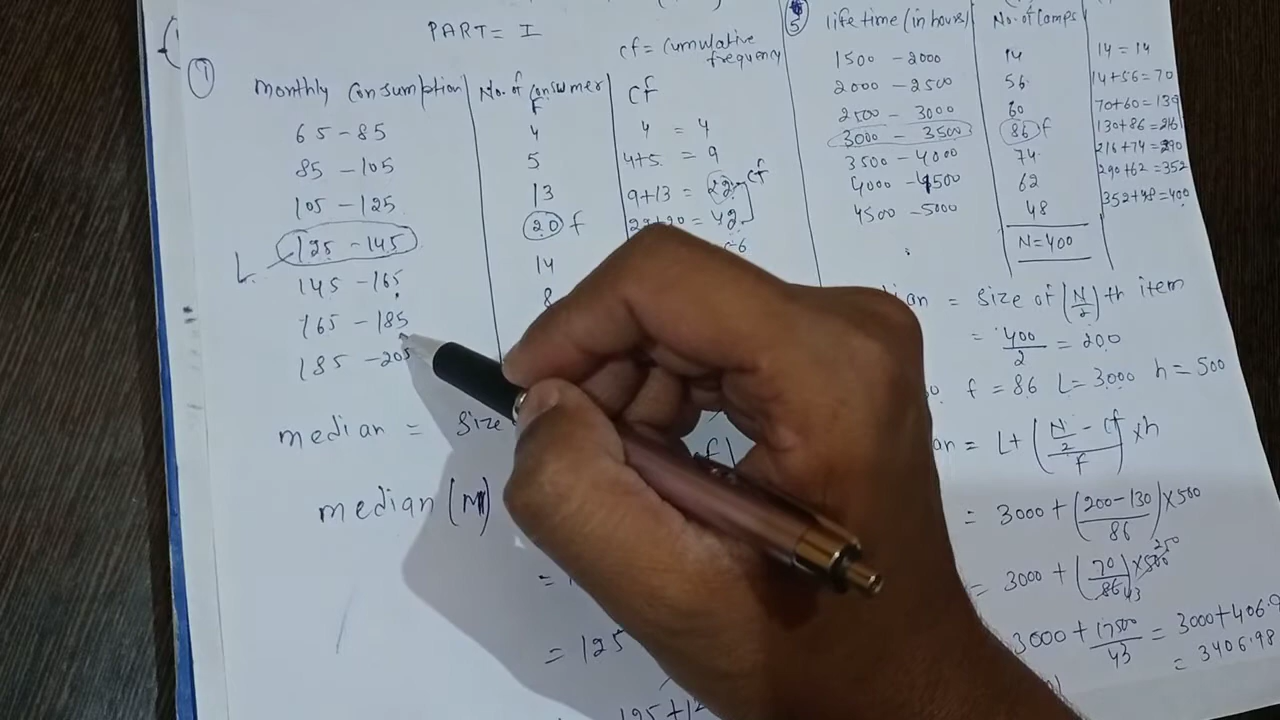 PART= I
cf = Cumulative
frequency
1
Monthly Consumption No. of Consumer cf
f
65-85 4 4 = 4
85-105 5 4+5 = 9
105-125 13 9+13 = 22 cf
125-145 20 f 22+20 = 42
L
145-165 14
165-185 8
185-205
median = Size
median (M)
=
= 125
125+1
5
life time (in hours) No. of lamps
1500-2000 14 14 = 14
2000-2500 56 14+56 = 70
2500-3000 60 70+60 = 130
3000-3500 86 f 130+86 = 216
3500-4000 74 216+74 = 290
4000-4500 62 290+62 = 352
4500-5000 48 352+48 = 400
N=400
= Size of (N/2)th item
= 400/2 = 200
f = 86 L = 3000 h = 500
= L+(N/2 - cf/f)×h
= 3000+(200-130/86)×500
= 3000+(70/86)×500
43 250
3000+17500/43 = 3000+406.9
= 3406.98